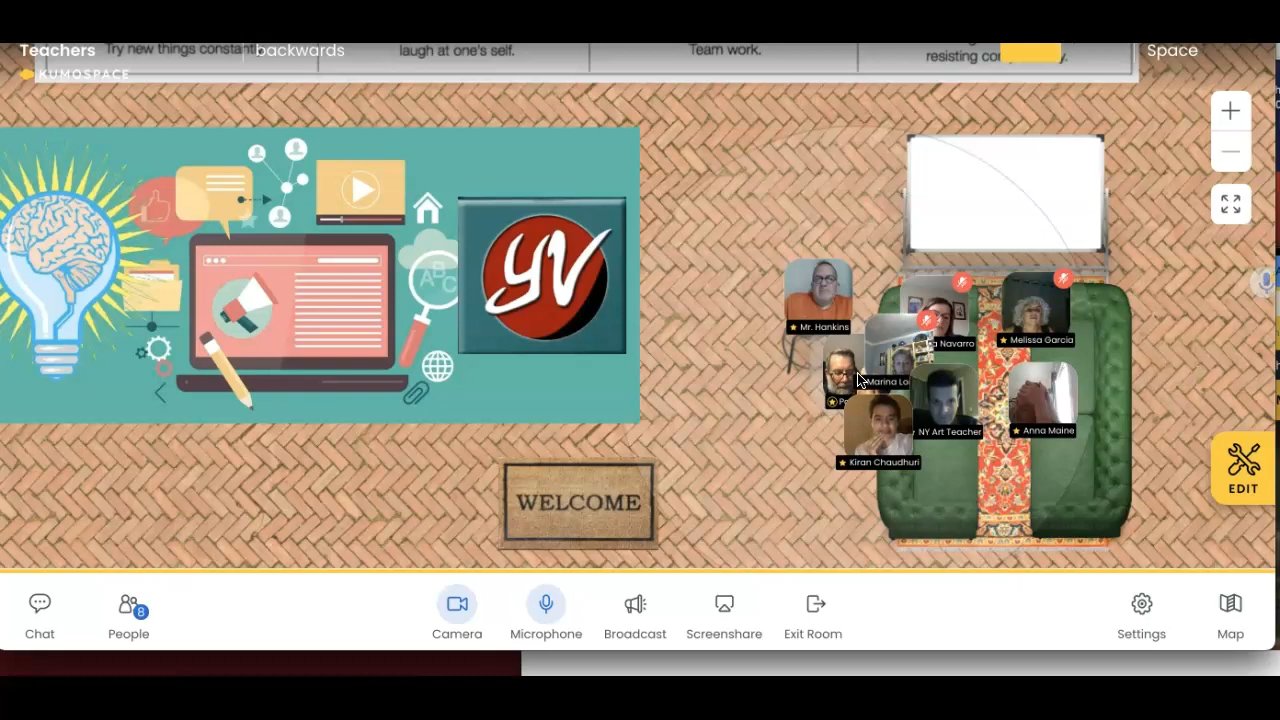 Teachers
Try new things constant
backwards
laugh at one's self.
Team work.
resisting co
Space
KUMOSPACE
ABC
YV
Mr. Hankins
Navarro
Melissa Garcia
Marina Lo
NY Art Teacher
Anna Maine
Kiran Chaudhuri
WELCOME
EDIT
8
Chat
People
Camera
Microphone
Broadcast
Screenshare
Exit Room
Settings
Map